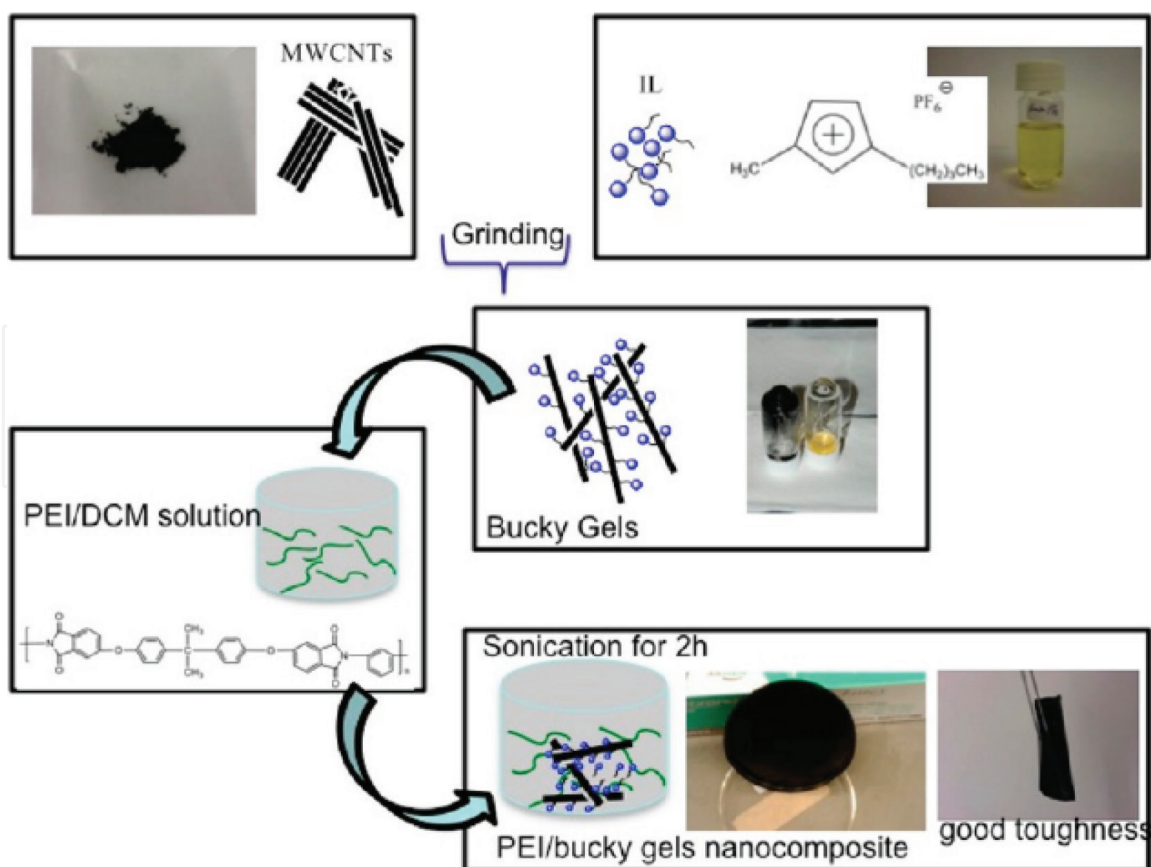 MWCNTs
IL
PF6⊖
+
H3C
(CH2)3CH3
Grinding
Bucky Gels
PEI/DCM solution
O
O
N
O
CH3
C
CH3
O
O
N
O
n
Sonication for 2h
PEI/bucky gels nanocomposite
good toughness